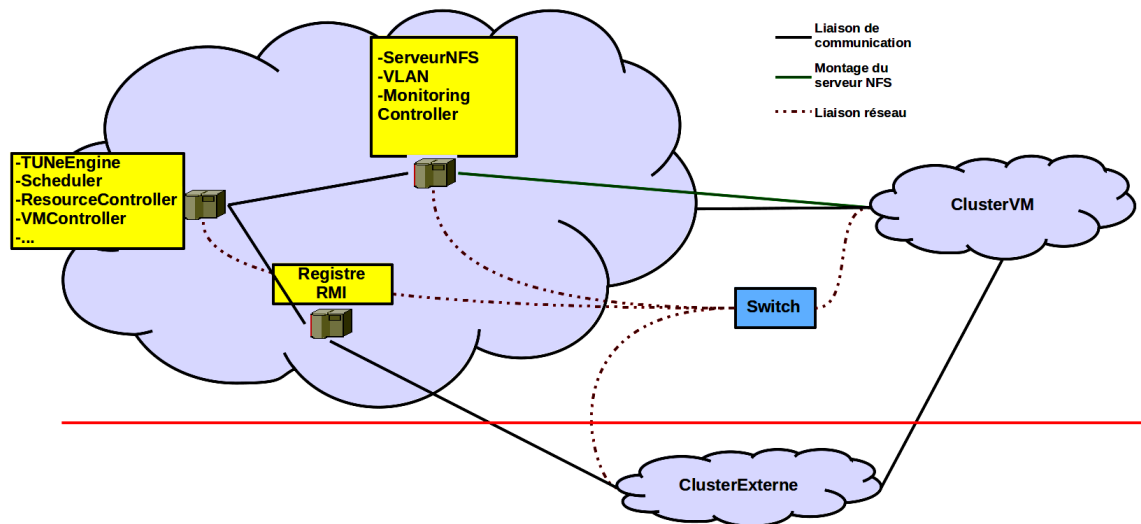 Liaison de
communication
Montage du
serveur NFS
Liaison réseau
-ServeurNFS
-VLAN
-Monitoring
Controller
-TUNeEngine
-Scheduler
-ResourceController
-VMController
-...
Registre
RMI
Switch
ClusterVM
ClusterExterne